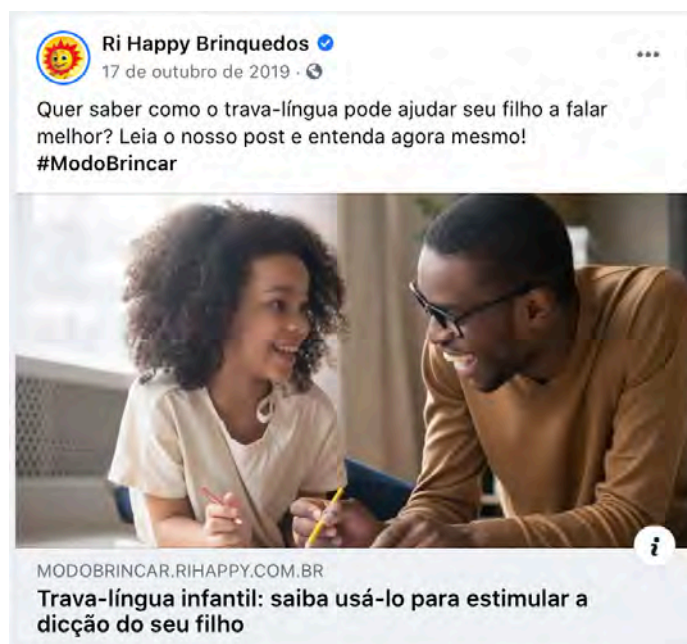 Ri Happy Brinquedos
17 de outubro de 2019 ·
Quer saber como o trava-língua pode ajudar seu filho a falar
melhor? Leia o nosso post e entenda agora mesmo!
#ModoBrincar
i
MODOBRINCAR.RIHAPPY.COM.BR
Trava-língua infantil: saiba usá-lo para estimular a
dicção do seu filho